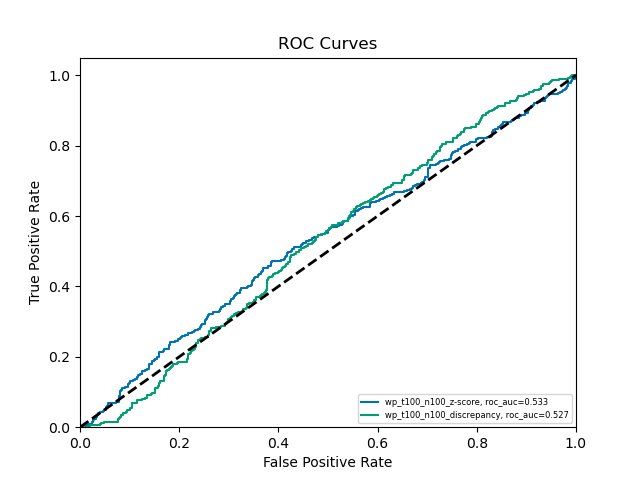 ROC Curves
True Positive Rate
1.0
0.8
0.6
0.4
0.2
0.0
0.0 0.2 0.4 0.6 0.8 1.0
False Positive Rate
wp_t100_n100_z-score, roc_auc=0.533
wp_t100_n100_discrepancy, roc_auc=0.527